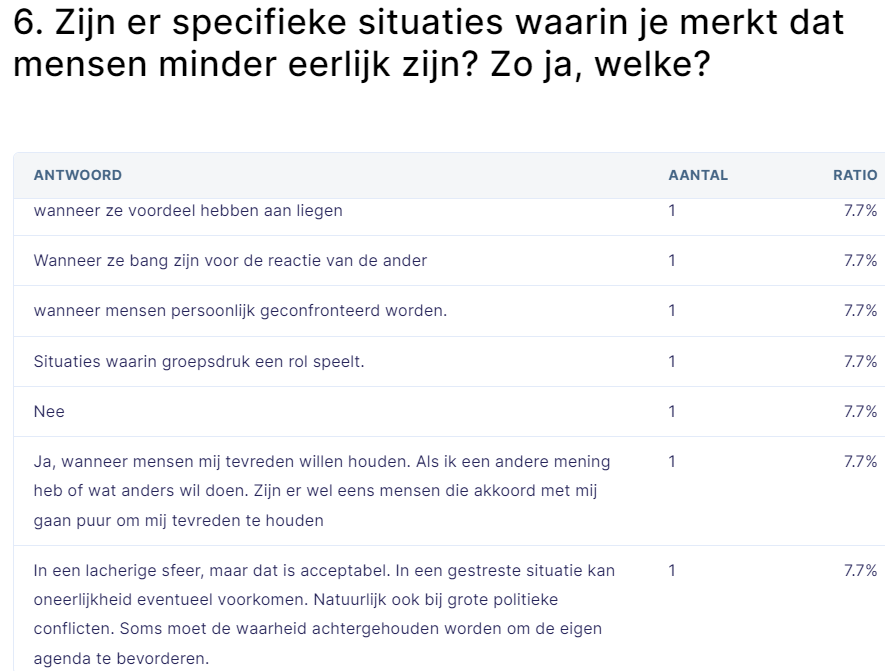 6. Zijn er specifieke situaties waarin je merkt dat
mensen minder eerlijk zijn? Zo ja, welke?
ANTWOORD AANTAL RATIO
wanneer ze voordeel hebben aan liegen 1 7.7%
Wanneer ze bang zijn voor de reactie van de ander 1 7.7%
wanneer mensen persoonlijk geconfronteerd worden. 1 7.7%
Situaties waarin groepsdruk een rol speelt. 1 7.7%
Nee 1 7.7%
Ja, wanneer mensen mij tevreden willen houden. Als ik een andere mening 1 7.7%
heb of wat anders wil doen. Zijn er wel eens mensen die akkoord met mij
gaan puur om mij tevreden te houden
In een lacherige sfeer, maar dat is acceptabel. In een gestreste situatie kan 1 7.7%
oneerlijkheid eventueel voorkomen. Natuurlijk ook bij grote politieke
conflicten. Soms moet de waarheid achtergehouden worden om de eigen
agenda te bevorderen.